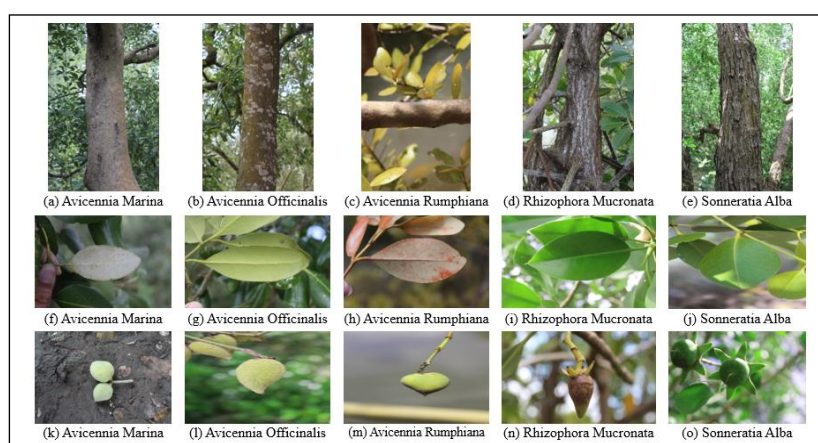 (a) Avicennia Marina (b) Avicennia Officinalis (c) Avicennia Rumphiana (d) Rhizophora Mucronata (e) Sonneratia Alba
(f) Avicennia Marina (g) Avicennia Officinalis (h) Avicennia Rumphiana (i) Rhizophora Mucronata (j) Sonneratia Alba
(k) Avicennia Marina (l) Avicennia Officinalis (m) Avicennia Rumphiana (n) Rhizophora Mucronata (o) Sonneratia Alba